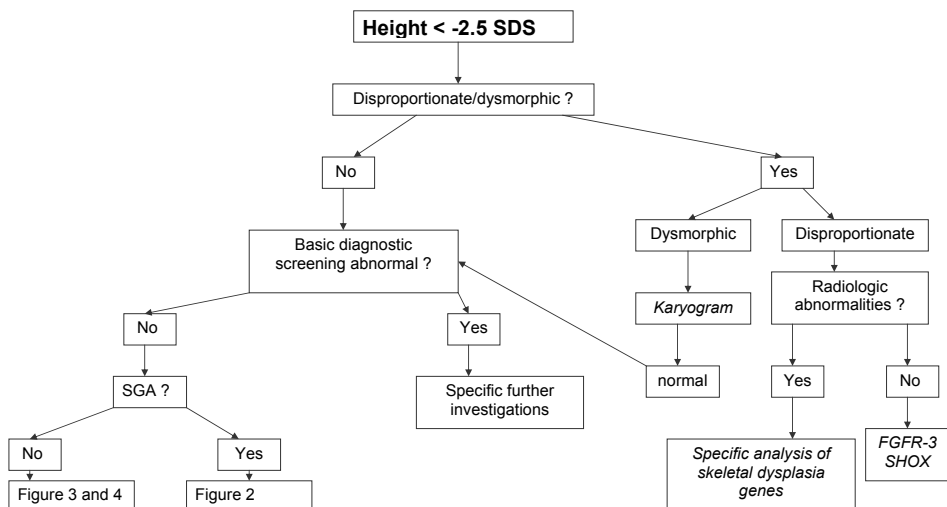 Height < -2.5 SDS
Disproportionate/dysmorphic ?
No
Yes
Basic diagnostic
screening abnormal ?
Dysmorphic
Disproportionate
Karyogram
Radiologic
abnormalities ?
No
Yes
normal
Yes
No
SGA ?
Specific further
investigations
No
Yes
Specific analysis of
skeletal dysplasia
genes
FGFR-3
SHOX
Figure 3 and 4
Figure 2